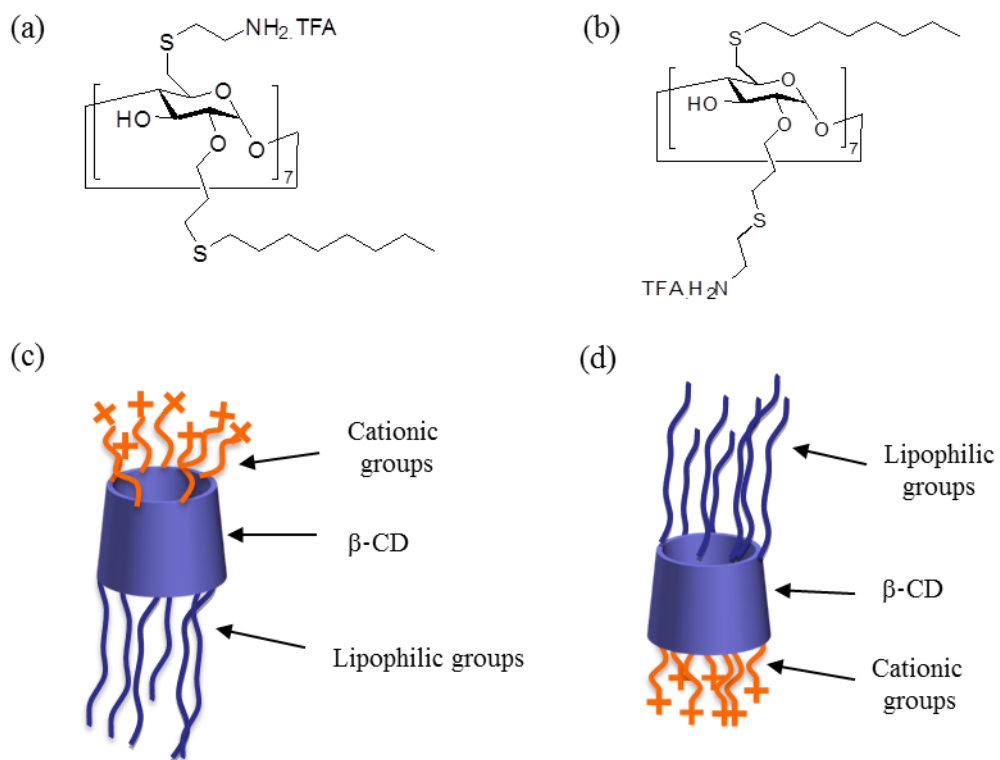 (a)
S
NH2. TFA
O
HO
O
O
7
S
(b)
S
O
HO
O
O
7
S
TFA.H2N
(c)
Cationic
groups
β-CD
Lipophilic groups
(d)
Lipophilic
groups
β-CD
Cationic
groups